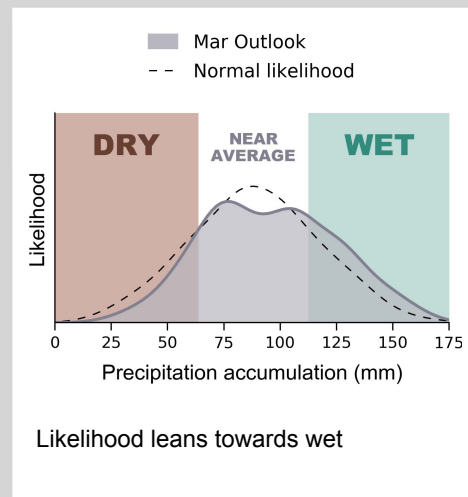 Mar Outlook
Normal likelihood
DRY
NEAR
AVERAGE
WET
Likelihood
0 25 50 75 100 125 150 175
Precipitation accumulation (mm)
Likelihood leans towards wet